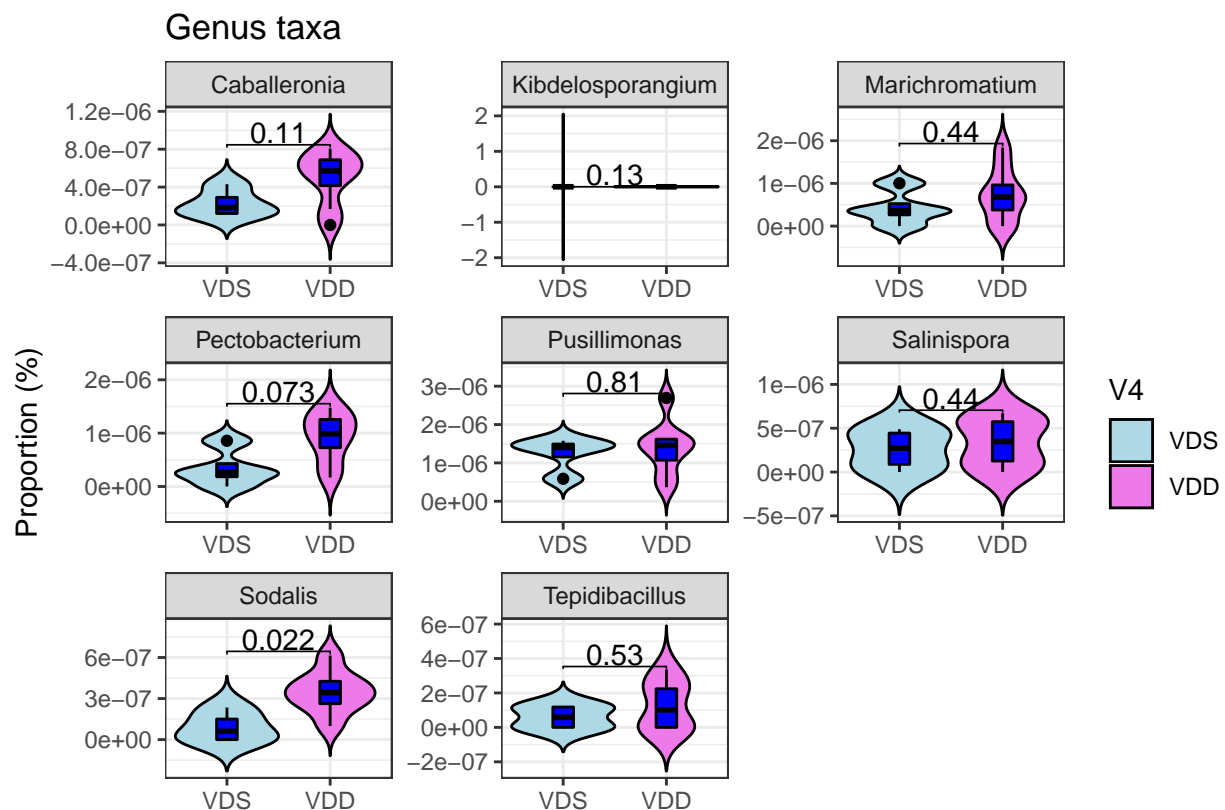 Genus taxa
Proportion (%)
Caballeronia
1.2e−06
8.0e−07
4.0e−07
0.0e+00
−4.0e−07
0.11
VDS VDD
Kibdelosporangium
2
1
0
−1
−2
0.13
VDS VDD
Marichromatium
2e−06
1e−06
0e+00
0.44
VDS VDD
Pectobacterium
2e−06
1e−06
0e+00
0.073
VDS VDD
Pusillimonas
3e−06
2e−06
1e−06
0e+00
0.81
VDS VDD
Salinispora
1e−06
5e−07
0e+00
−5e−07
0.44
VDS VDD
Sodalis
6e−07
3e−07
0e+00
0.022
VDS VDD
Tepidibacillus
6e−07
4e−07
2e−07
0e+00
−2e−07
0.53
VDS VDD
V4
VDS
VDD